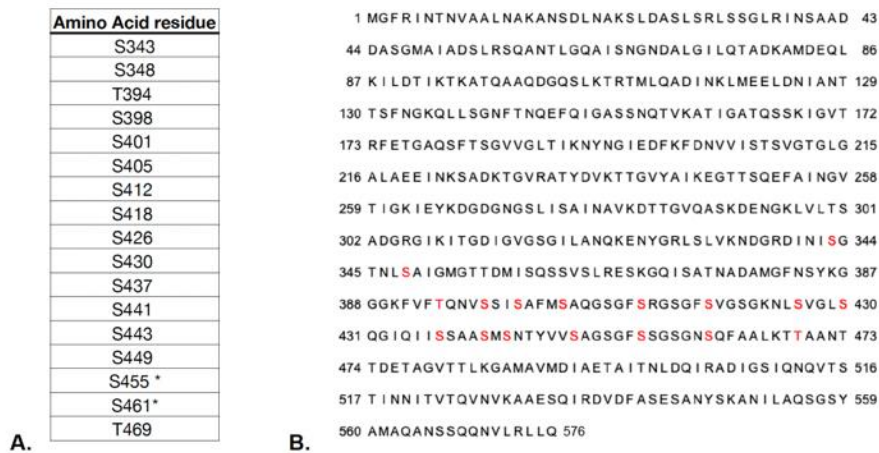 Amino Acid residue
S343
S348
T394
S398
S401
S405
S412
S418
S426
S430
S437
S441
S443
S449
S455 *
S461*
T469
A.
1 MGFRINTNVAALNAKANSDLNAKSLDASLSRLSSGLRINSAAD 43
44 DASGMAIADSLRSQANTLGQAISNGNDALGILQTADKAMDEQL 86
87 KILDTIKTKATQAAQDGQSLKTRTMLQADINKLMEELDNIANT 129
130 TSFNGKQLLSGNFTNQEFQIGASSNQTVKATIGATQSSKIGVT 172
173 RFETGAQSFTSGVVGLTIKNYNGIEDFKFDNVVISTSVGTGLG 215
216 ALAEEINKSADKTGVRATYDVKTTGVYAIKEGTTSQEFAINGV 258
259 TIGKIEYKDGDGNGSLISAINAVKDTTGVQASKDENGKLVLTS 301
302 ADGRGIKITGDIGVGSGILANQKENYGRLSLVKNDGRDINISG 344
345 TNLSAIGMGTTDMISQSSVSLRESKGQISATNADAMGFNSYKG 387
388 GGKFVFTQNVSSISAFMSAQGSGFSRGSGFSVGSGKNLSVGLS 430
431 QGIQIISSAASMSNTYVVSAGSGFSSGSGNSQFAALKTTAANT 473
474 TDETAGVTTLKGAMAVMDIAETAITNLDQIRADIGSIQNQVTS 516
517 TINNITVTQVNVKAAESQIRDVDFASESANYSKANILAQSGSY 559
560 AMAQANSSQQNVLRLLQ 576
B.